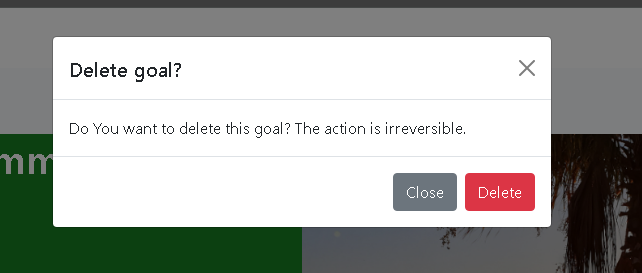 Delete goal?
Do You want to delete this goal? The action is irreversible.
Close Delete